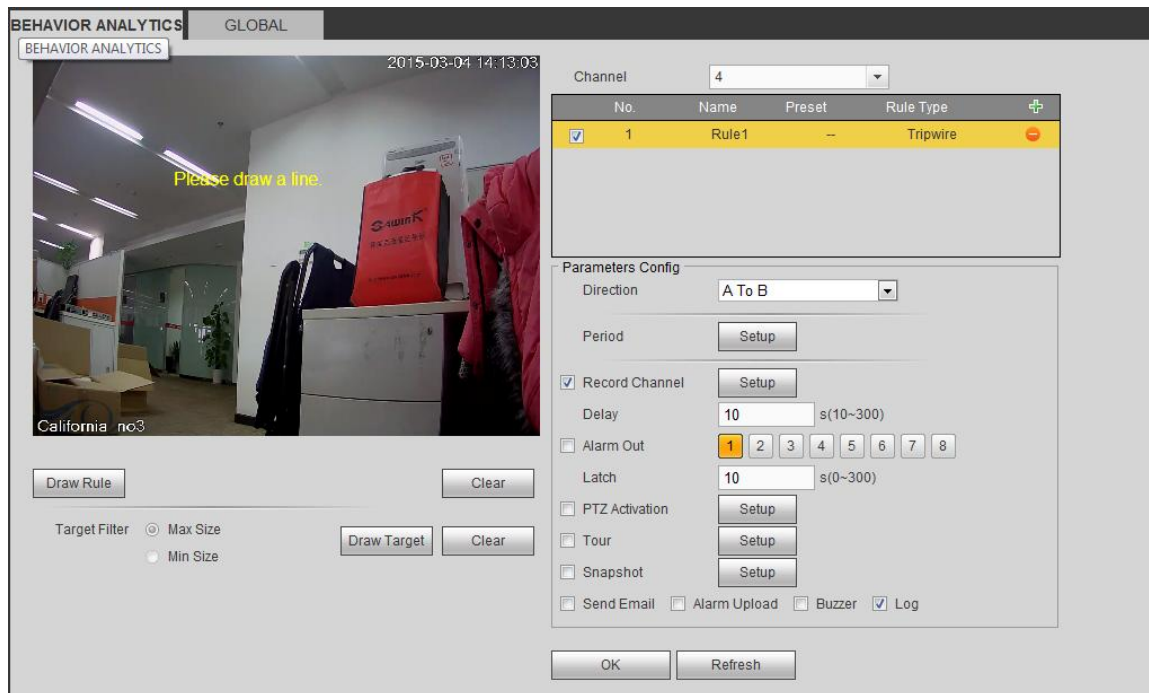 BEHAVIOR ANALYTICS GLOBAL
BEHAVIOR ANALYTICS
2015-03-04 14:13:03
Please draw a line.
SAWINK
California no3
Draw Rule Clear
Target Filter Max Size
Min Size
Draw Target Clear
Channel 4
No. Name Preset Rule Type
1 Rule1 -- Tripwire
Parameters Config
Direction A To B
Period Setup
Record Channel Setup
Delay 10 s(10~300)
Alarm Out 1 2 3 4 5 6 7 8
Latch 10 s(0~300)
PTZ Activation Setup
Tour Setup
Snapshot Setup
Send Email Alarm Upload Buzzer Log
OK Refresh